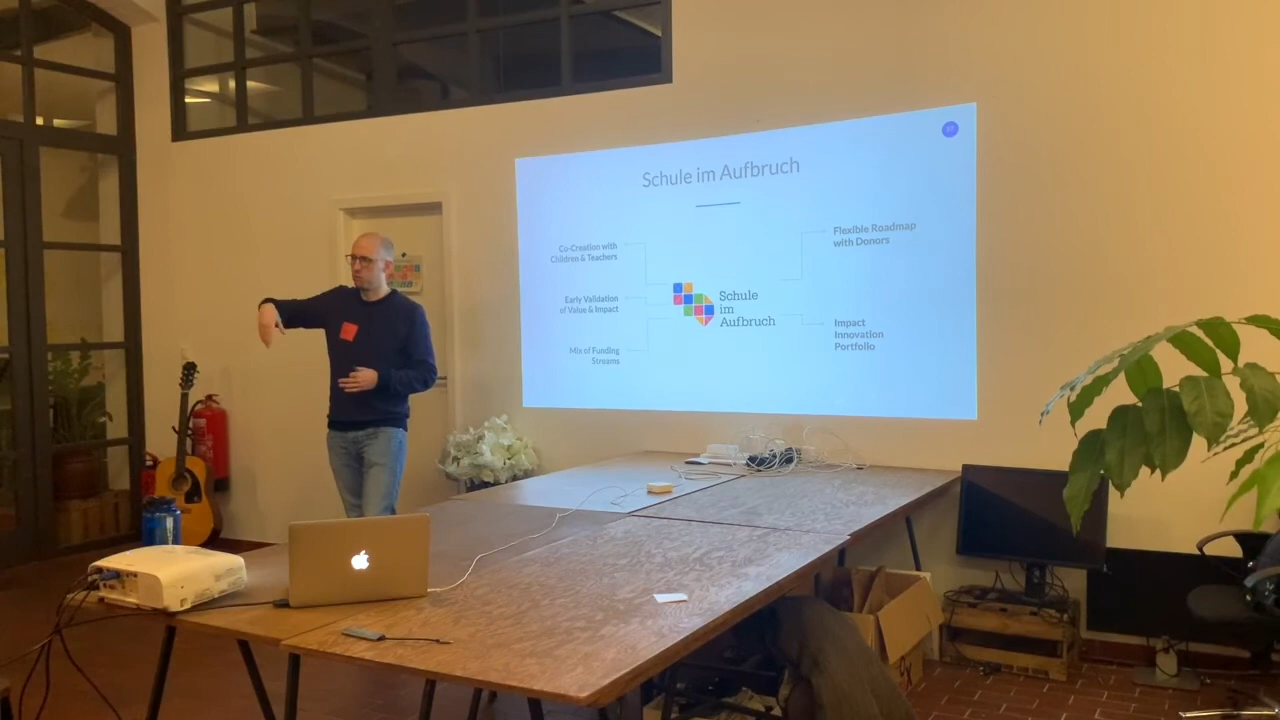 Schule im Aufbruch
Co-Creation with
Children & Teachers
Early Validation
of Value & Impact
Mix of Funding
Streams
Schule
im
Aufbruch
Flexible Roadmap
with Donors
Impact
Innovation
Portfolio